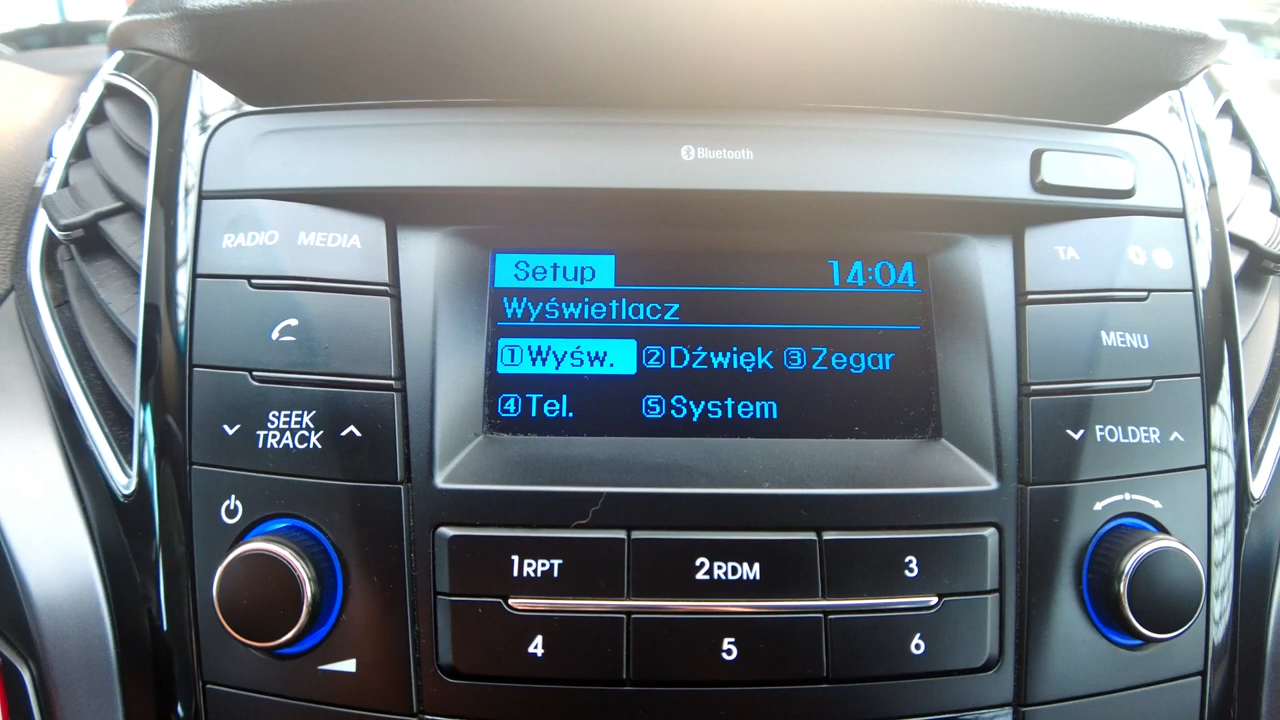 Bluetooth
RADIO MEDIA
TA
Setup 14:04
Wyświetlacz
①Wyśw. ②Dźwięk ③Zegar
④Tel. ⑤System
MENU
SEEK
TRACK
FOLDER
1RPT 2RDM 3
4 5 6